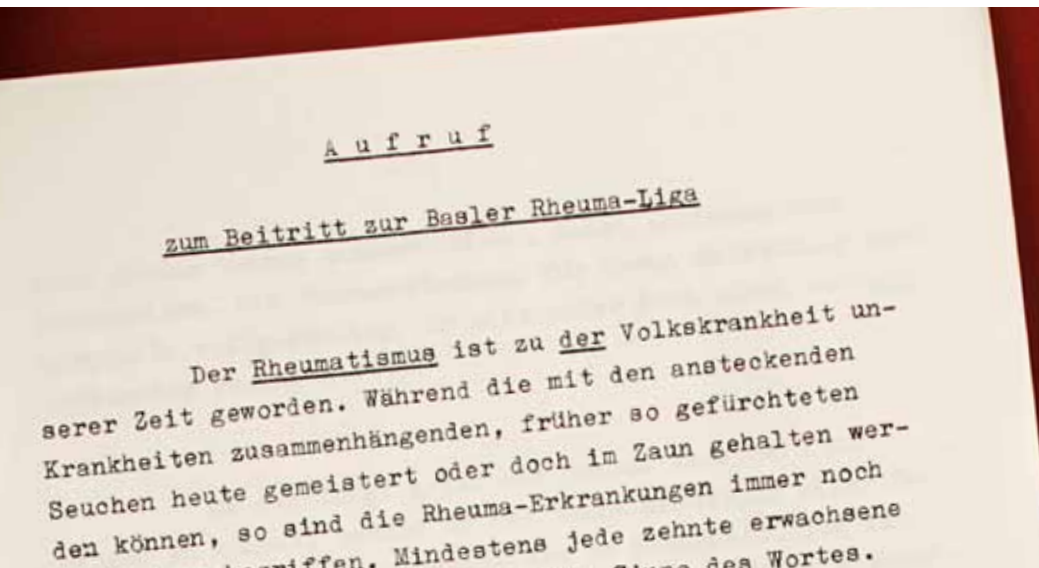 A u f r u f
zum Beitritt zur Basler Rheuma-Liga
Der Rheumatismus ist zu der Volkskrankheit un-
serer Zeit geworden. Während die mit den ansteckenden
Krankheiten zusammenhängenden, früher so gefürchteten
Seuchen heute gemeistert oder doch im Zaun gehalten wer-
den können, so sind die Rheuma-Erkrankungen immer noch
Mindestens jede zehnte erwachsene
des Wortes.